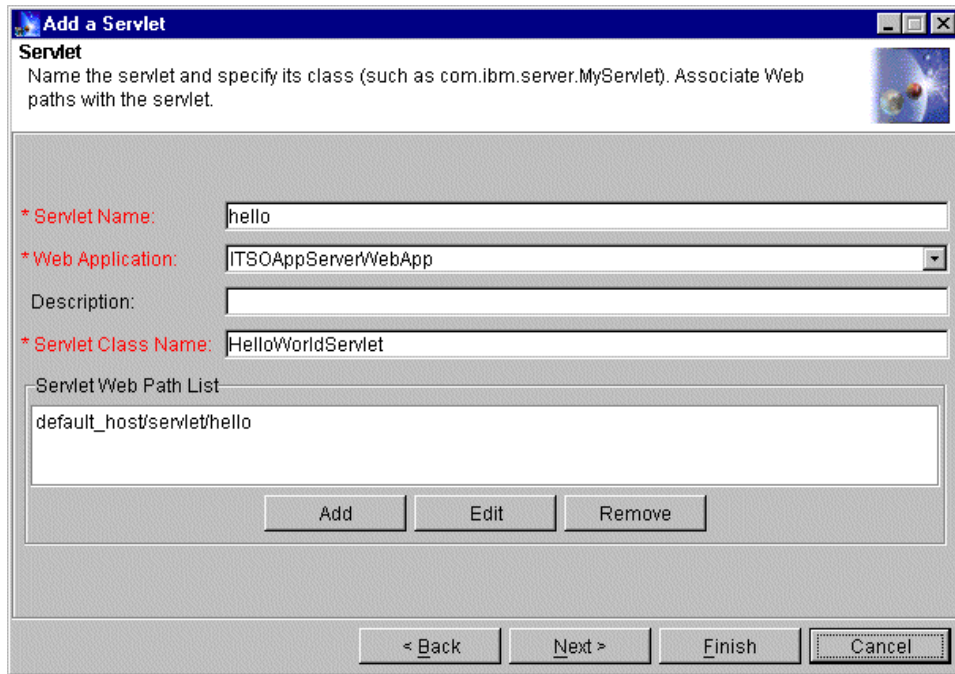 Add a Servlet
Servlet
Name the servlet and specify its class (such as com.ibm.server.MyServlet). Associate Web
paths with the servlet.
* Servlet Name: hello
* Web Application: ITSOAppServerWebApp
Description:
* Servlet Class Name: HelloWorldServlet
Servlet Web Path List
default_host/servlet/hello
Add Edit Remove
< Back Next > Finish Cancel